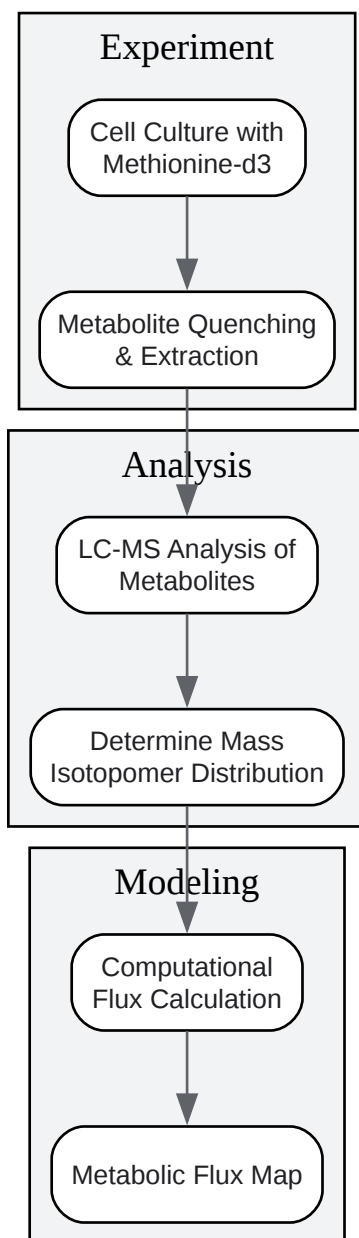 Experiment
Cell Culture with
Methionine-d3
Metabolite Quenching
& Extraction
Analysis
LC-MS Analysis of
Metabolites
Determine Mass
Isotopomer Distribution
Modeling
Computational
Flux Calculation
Metabolic Flux Map